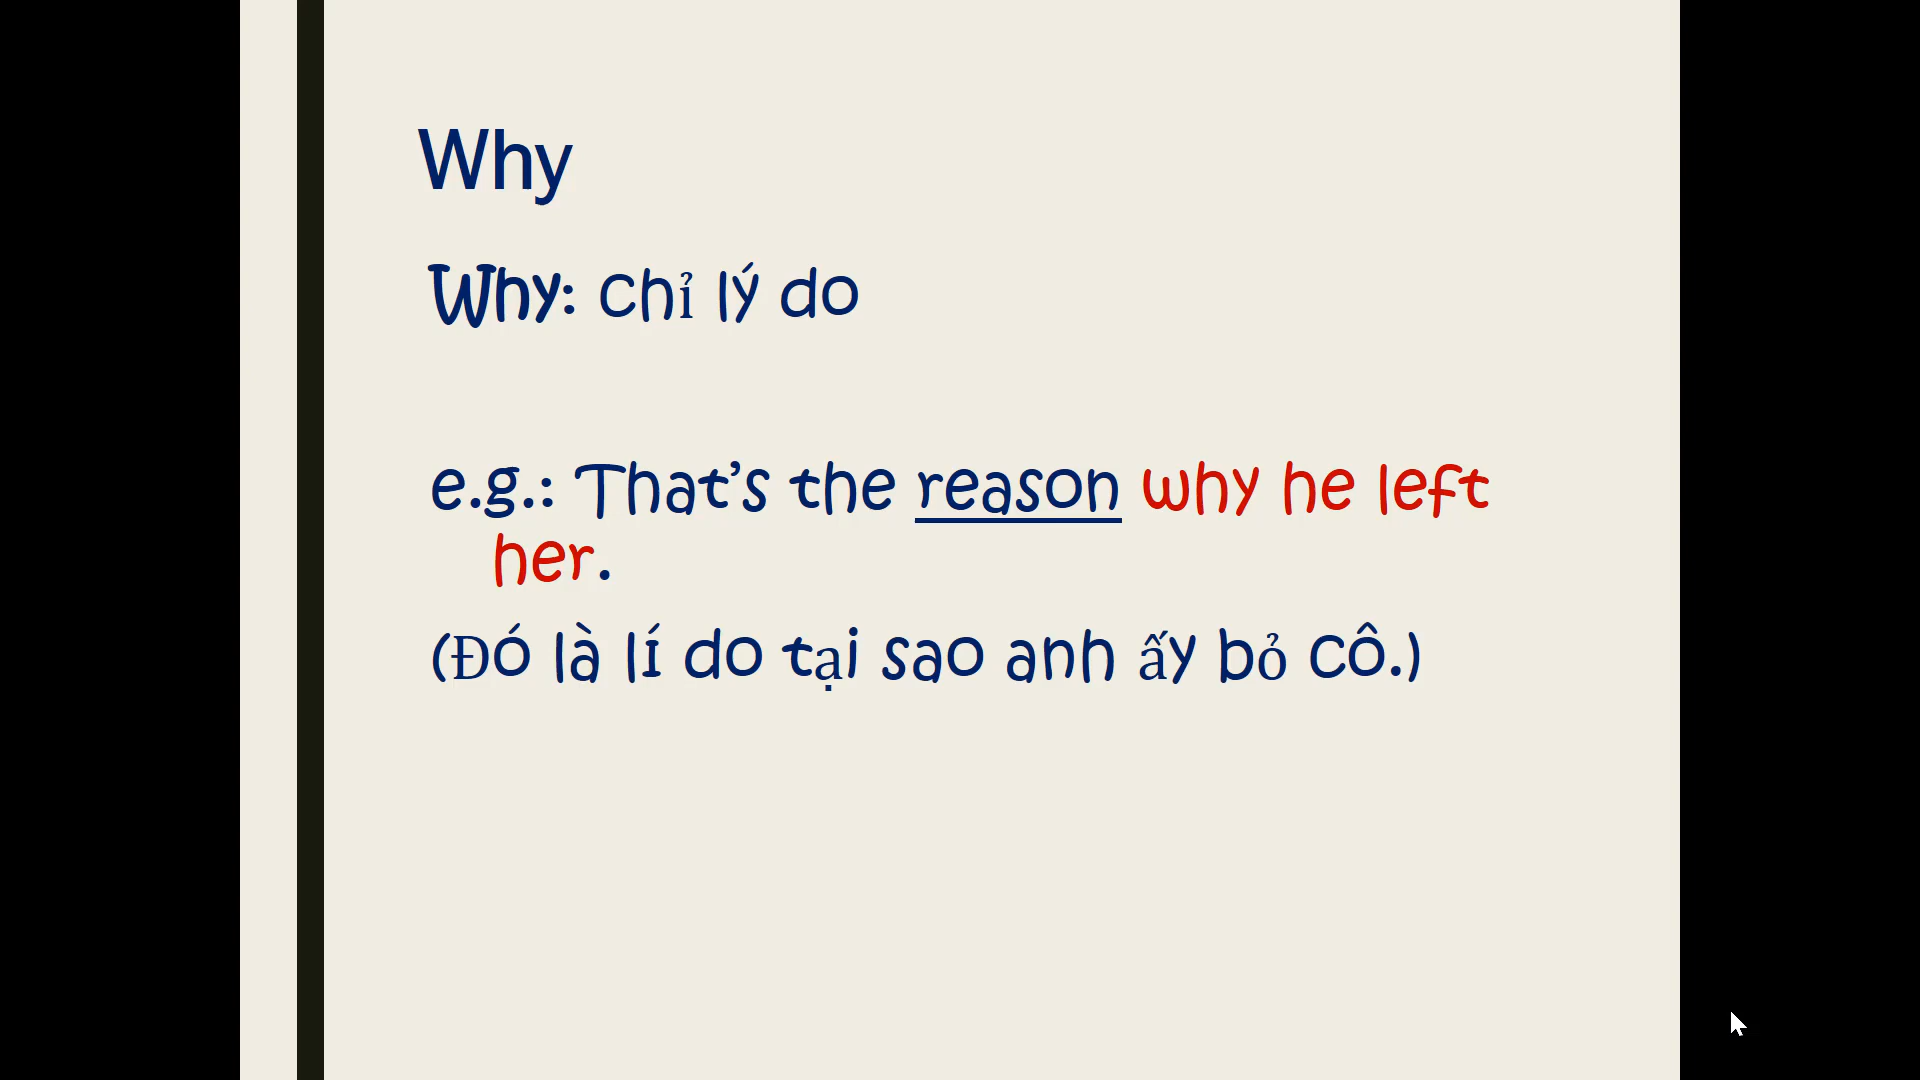 Why
Why: chỉ lý do
e.g.: That’s the reason why he left
her.
(Đó là lí do tại sao anh ấy bỏ cô.)